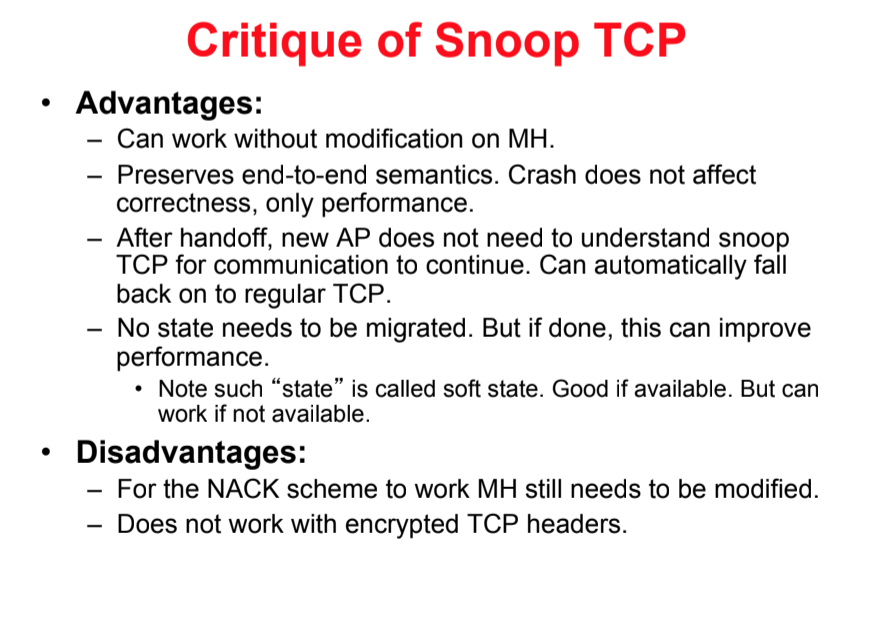 Critique of Snoop TCP
• Advantages:
– Can work without modification on MH.
– Preserves end-to-end semantics. Crash does not affect
correctness, only performance.
– After handoff, new AP does not need to understand snoop
TCP for communication to continue. Can automatically fall
back on to regular TCP.
– No state needs to be migrated. But if done, this can improve
performance.
• Note such “state” is called soft state. Good if available. But can
work if not available.
• Disadvantages:
– For the NACK scheme to work MH still needs to be modified.
– Does not work with encrypted TCP headers.